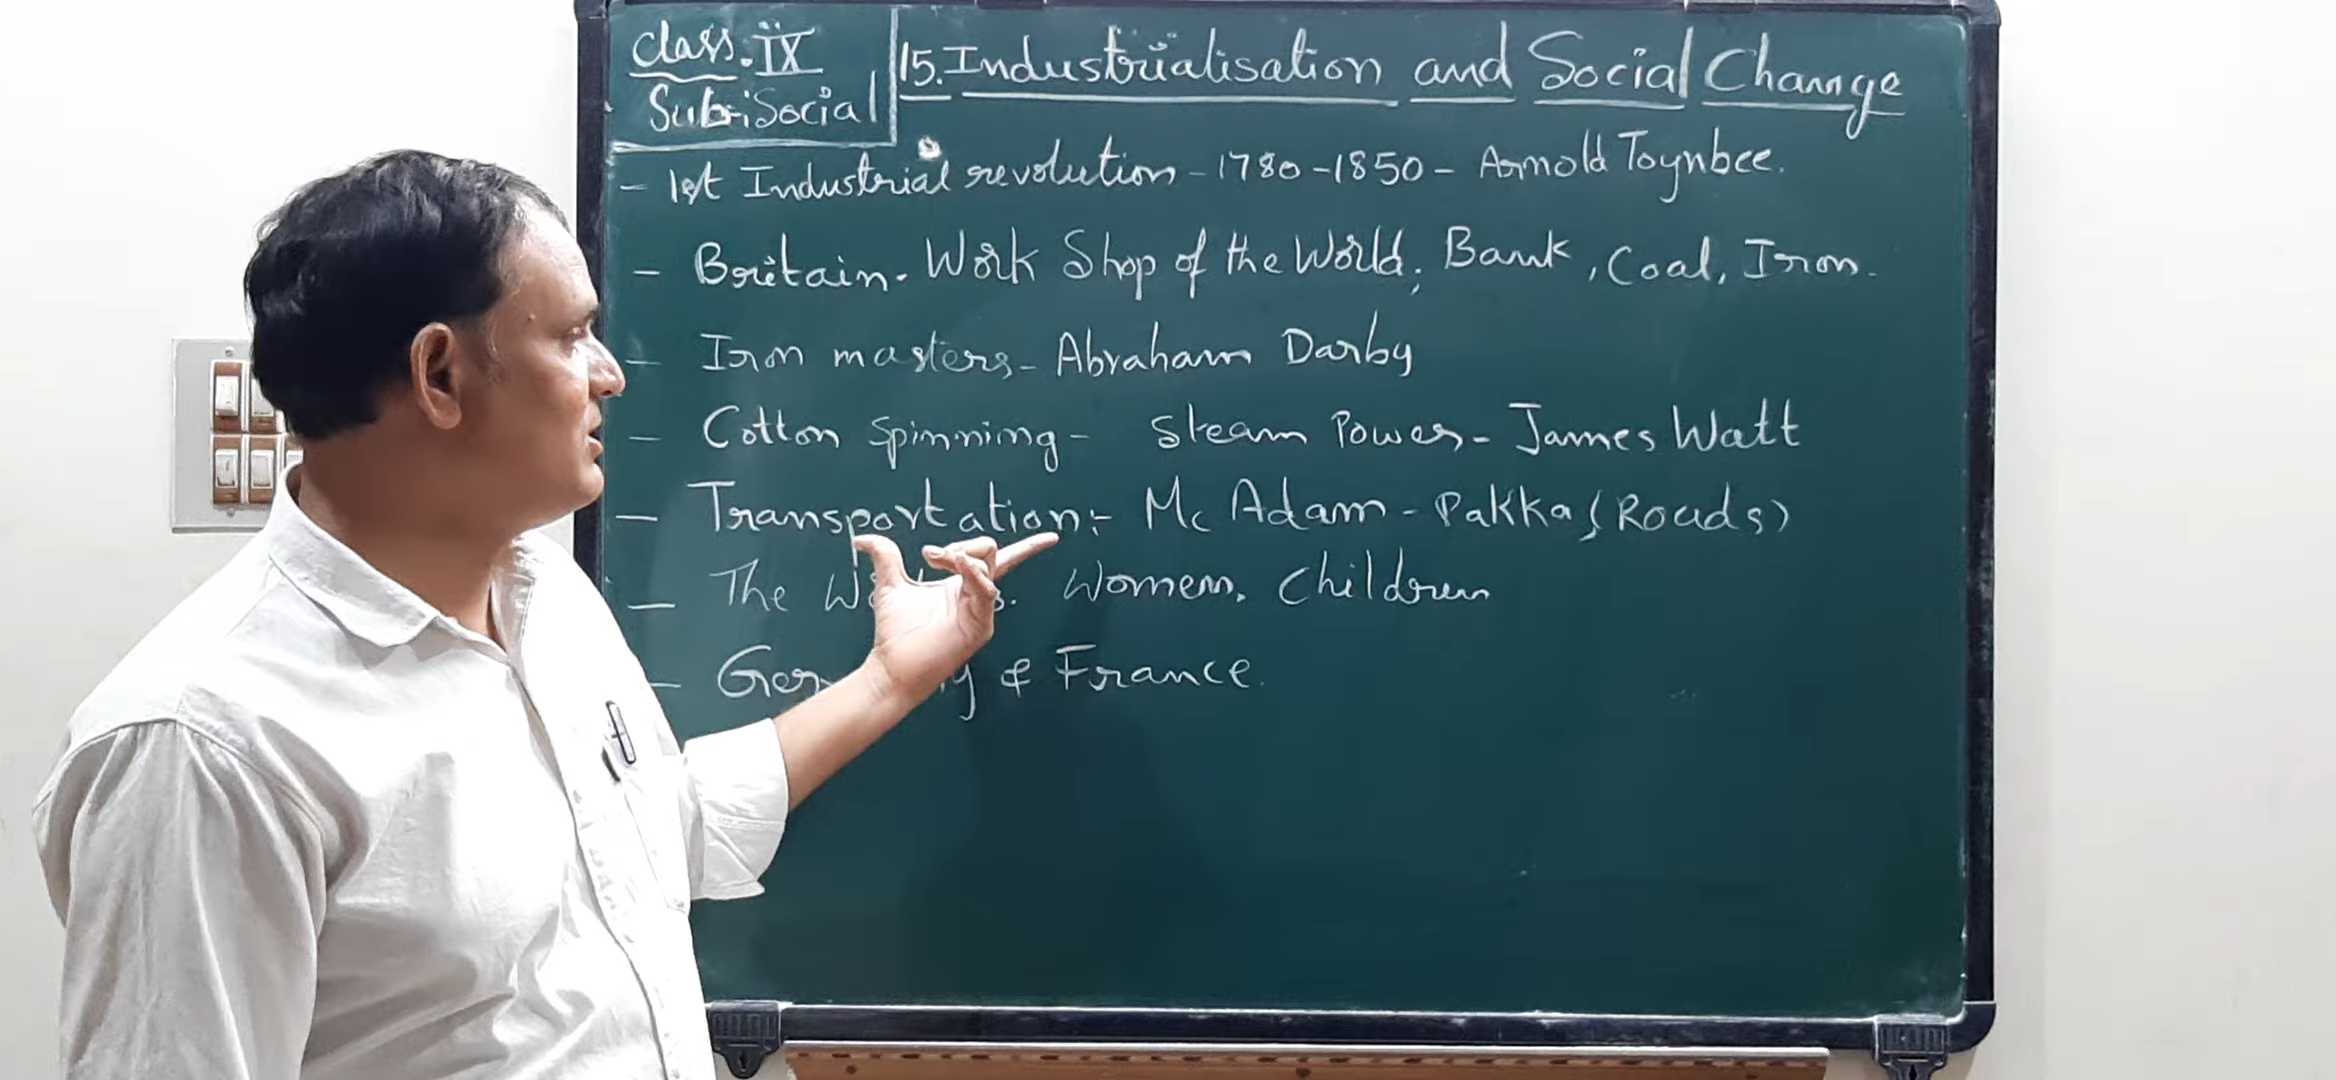 Class: IX
Sub: Social
15. Industrialisation and Social Change
- 1st Industrial revolution - 1780 - 1850 - Arnold Toynbee.
- Britain. Work Shop of the World; Bank, Coal, Iron.
- Iron masters - Abraham Darby
- Cotton Spinning - Steam Power - James Watt
- Transportation:- Mc Adam - Pakka (Roads)
- The Women. Children
- & France.